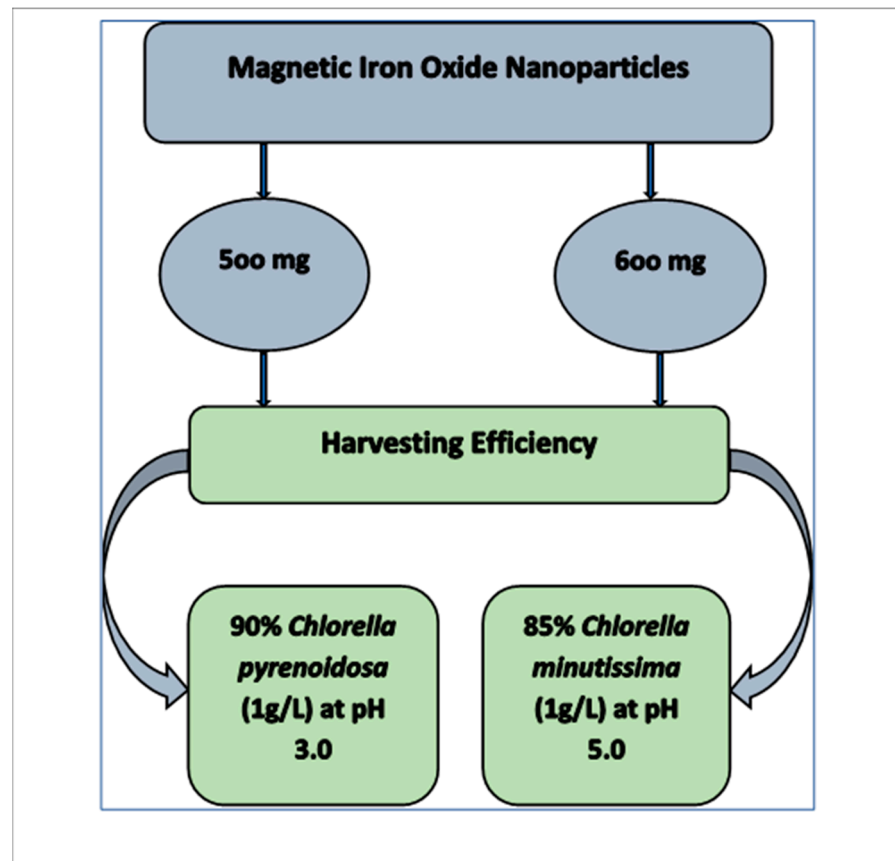 Magnetic Iron Oxide Nanoparticles
5oo mg
6oo mg
Harvesting Efficiency
90% Chlorella
pyrenoidosa
(1g/L) at pH
3.0
85% Chlorella
minutissima
(1g/L) at pH
5.0